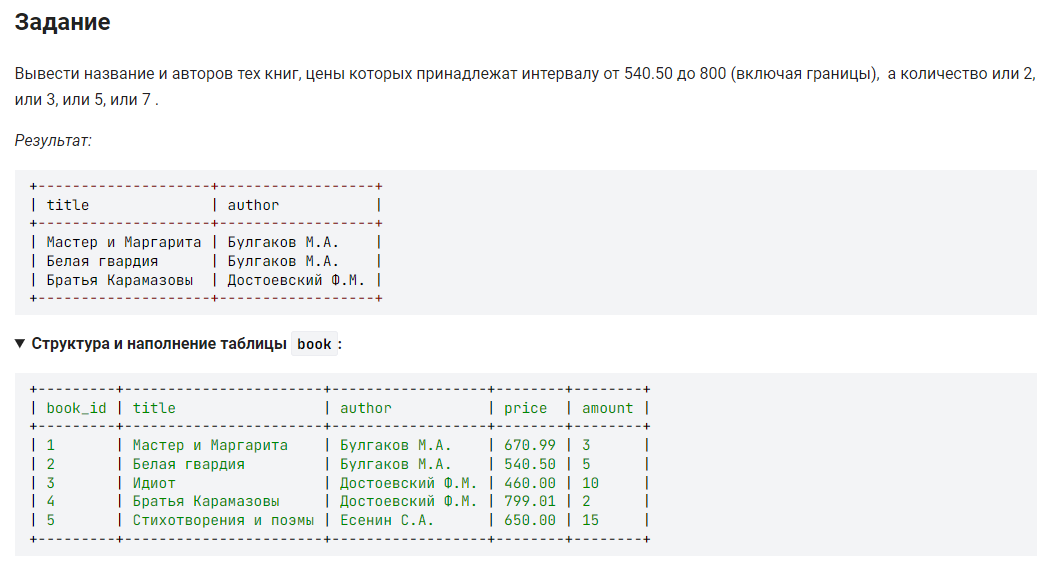 Задание
Вывести название и авторов тех книг, цены которых принадлежат интервалу от 540.50 до 800 (включая границы),  а количество или 2,
или 3, или 5, или 7 .
Результат:
+--------------------+------------------+
| title              | author           |
+--------------------+------------------+
| Мастер и Маргарита | Булгаков М.А.    |
| Белая гвардия      | Булгаков М.А.    |
| Братья Карамазовы  | Достоевский Ф.М. |
+--------------------+------------------+
▼ Структура и наполнение таблицы book :
+---------+-----------------------+------------------+--------+--------+
| book_id | title                 | author           | price  | amount |
+---------+-----------------------+------------------+--------+--------+
| 1       | Мастер и Маргарита    | Булгаков М.А.    | 670.99 | 3      |
| 2       | Белая гвардия         | Булгаков М.А.    | 540.50 | 5      |
| 3       | Идиот                 | Достоевский Ф.М. | 460.00 | 10     |
| 4       | Братья Карамазовы     | Достоевский Ф.М. | 799.01 | 2      |
| 5       | Стихотворения и поэмы | Есенин С.А.      | 650.00 | 15     |
+---------+-----------------------+------------------+--------+--------+